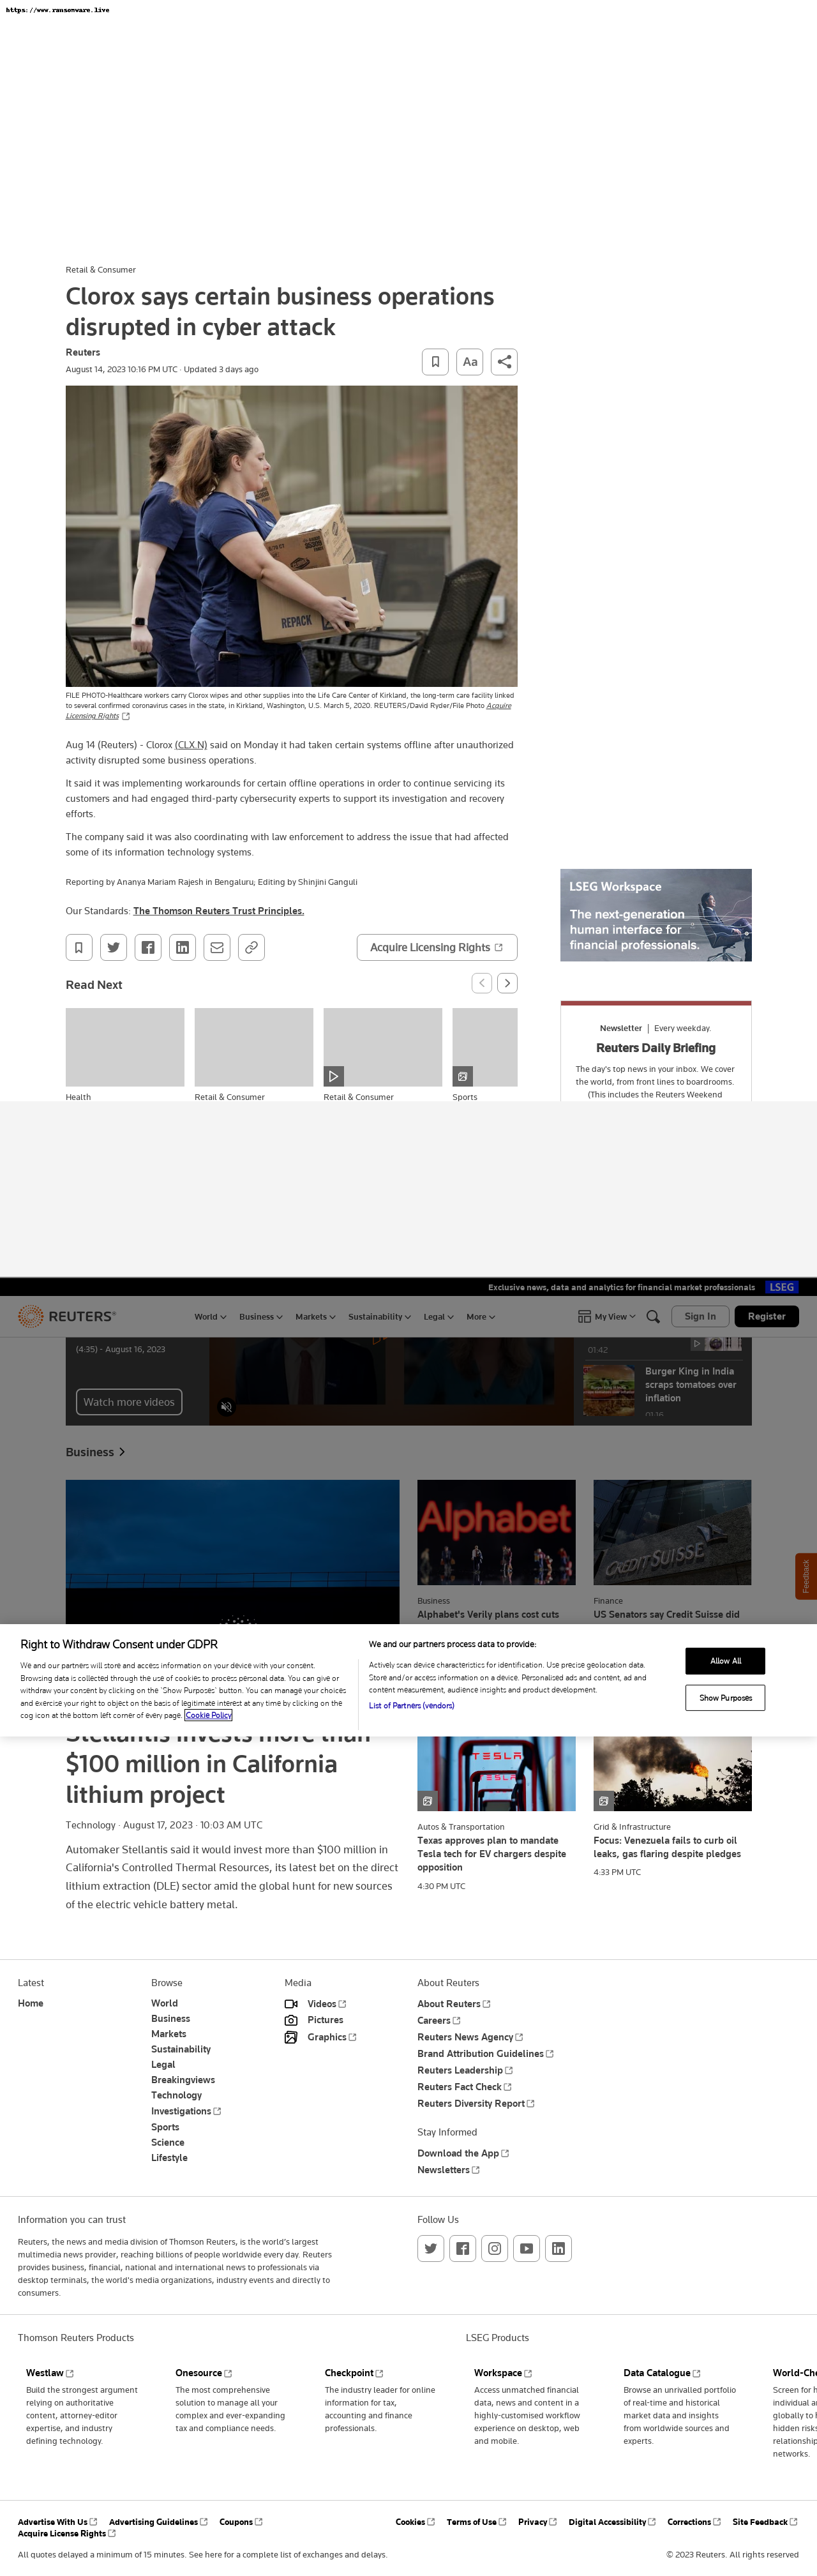 https://www.ransomware.live
Retail & Consumer
Clorox says certain business operations
disrupted in cyber attack
Reuters
August 14, 2023 10:16 PM UTC · Updated 3 days ago
Aa
REPACK
FILE PHOTO-Healthcare workers carry Clorox wipes and other supplies into the Life Care Center of Kirkland, the long-term care facility linked
to several confirmed coronavirus cases in the state, in Kirkland, Washington, U.S. March 5, 2020. REUTERS/David Ryder/File Photo Acquire
Licensing Rights
Aug 14 (Reuters) - Clorox (CLX.N) said on Monday it had taken certain systems offline after unauthorized
activity disrupted some business operations.
It said it was implementing workarounds for certain offline operations in order to continue servicing its
customers and had engaged third-party cybersecurity experts to support its investigation and recovery
efforts.
The company said it was also coordinating with law enforcement to address the issue that had affected
some of its information technology systems.
Reporting by Ananya Mariam Rajesh in Bengaluru; Editing by Shinjini Ganguli
Our Standards: The Thomson Reuters Trust Principles.
Acquire Licensing Rights
LSEG Workspace
The next-generation
human interface for
financial professionals.
Read Next
Health
Retail & Consumer
Retail & Consumer
Sports
Newsletter | Every weekday.
Reuters Daily Briefing
The day's top news in your inbox. We cover
the world, from front lines to boardrooms.
(This includes the Reuters Weekend
Exclusive news, data and analytics for financial market professionals
LSEG
REUTERS®
World
Business
Markets
Sustainability
Legal
More
My View
Sign In
Register
(4:35) - August 16, 2023
Watch more videos
01:42
Burger King in India
scraps tomatoes over
inflation
01:16
Business
Alphabet
CREDIT SUISSE
Business
Alphabet's Verily plans cost cuts
Finance
US Senators say Credit Suisse did
Feedback
Right to Withdraw Consent under GDPR
We and our partners will store and access information on your device with your consent.
Browsing data is collected through the use of cookies to process personal data. You can give or
withdraw your consent by clicking on the 'Show Purposes' button. You can manage your choices
and exercise your right to object on the basis of legitimate interest at any time by clicking on the
cog icon at the bottom left corner of every page. Cookie Policy
We and our partners process data to provide:
Actively scan device characteristics for identification. Use precise geolocation data.
Store and/or access information on a device. Personalised ads and content, ad and
content measurement, audience insights and product development.
List of Partners (vendors)
Allow All
Show Purposes
Stellantis invests more than
$100 million in California
lithium project
Technology · August 17, 2023 · 10:03 AM UTC
Automaker Stellantis said it would invest more than $100 million in
California's Controlled Thermal Resources, its latest bet on the direct
lithium extraction (DLE) sector amid the global hunt for new sources
of the electric vehicle battery metal.
TESLA
Autos & Transportation
Texas approves plan to mandate
Tesla tech for EV chargers despite
opposition
4:30 PM UTC
Grid & Infrastructure
Focus: Venezuela fails to curb oil
leaks, gas flaring despite pledges
4:33 PM UTC
Latest
Home
Browse
World
Business
Markets
Sustainability
Legal
Breakingviews
Technology
Investigations
Sports
Science
Lifestyle
Media
Videos
Pictures
Graphics
About Reuters
About Reuters
Careers
Reuters News Agency
Brand Attribution Guidelines
Reuters Leadership
Reuters Fact Check
Reuters Diversity Report
Stay Informed
Download the App
Newsletters
Information you can trust
Reuters, the news and media division of Thomson Reuters, is the world's largest
multimedia news provider, reaching billions of people worldwide every day. Reuters
provides business, financial, national and international news to professionals via
desktop terminals, the world's media organizations, industry events and directly to
consumers.
Follow Us
Thomson Reuters Products
Westlaw
Build the strongest argument
relying on authoritative
content, attorney-editor
expertise, and industry
defining technology.
Onesource
The most comprehensive
solution to manage all your
complex and ever-expanding
tax and compliance needs.
Checkpoint
The industry leader for online
information for tax,
accounting and finance
professionals.
LSEG Products
Workspace
Access unmatched financial
data, news and content in a
highly-customised workflow
experience on desktop, web
and mobile.
Data Catalogue
Browse an unrivalled portfolio
of real-time and historical
market data and insights
from worldwide sources and
experts.
World-Che
Screen for h
individual an
globally to h
hidden risks
relationship
networks.
Advertise With Us
Advertising Guidelines
Coupons
Acquire License Rights
Cookies
Terms of Use
Privacy
Digital Accessibility
Corrections
Site Feedback
All quotes delayed a minimum of 15 minutes. See here for a complete list of exchanges and delays.
© 2023 Reuters. All rights reserved